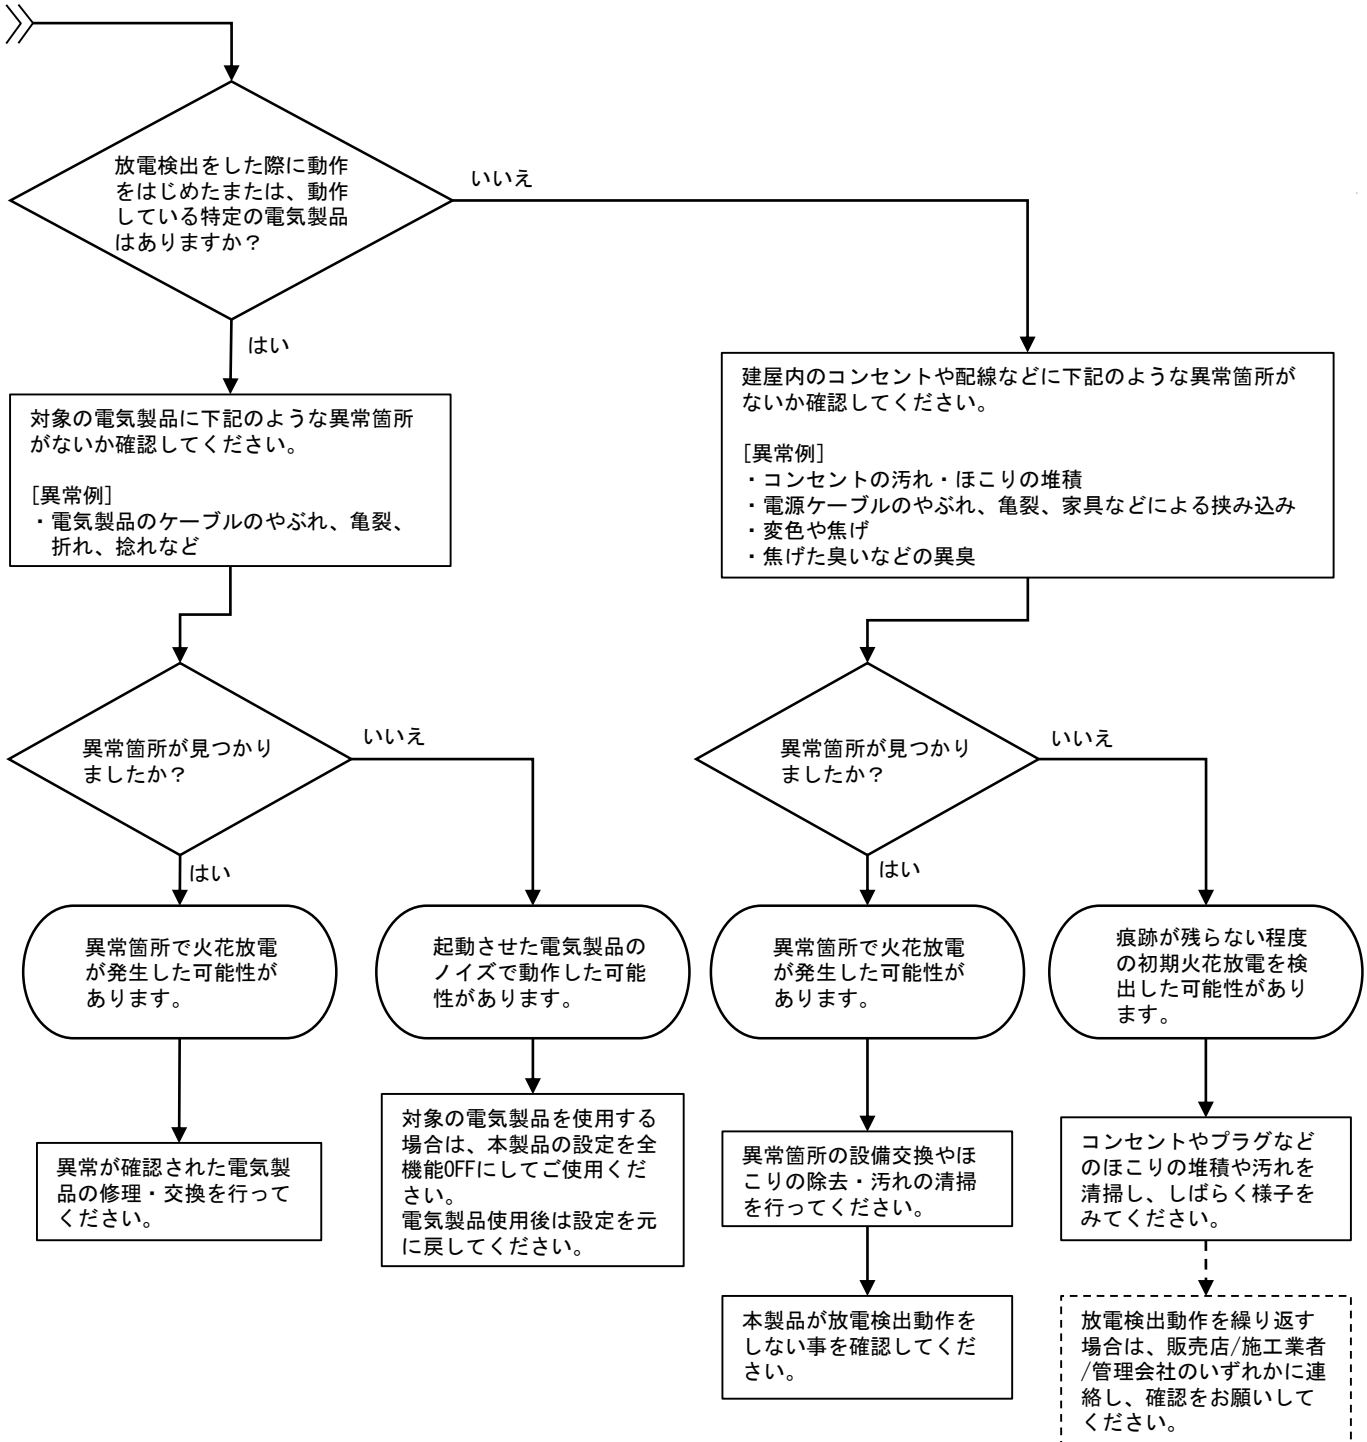 放電検出をした際に動作
をはじめたまたは、動作
している特定の電気製品
はありますか？
いいえ
はい
対象の電気製品に下記のような異常箇所
がないか確認してください。
[異常例]
・電気製品のケーブルのやぶれ、亀裂、
折れ、捻れなど
建屋内のコンセントや配線などに下記のような異常箇所が
ないか確認してください。
[異常例]
・コンセントの汚れ・ほこりの堆積
・電源ケーブルのやぶれ、亀裂、家具などによる挟み込み
・変色や焦げ
・焦げた臭いなどの異臭
異常箇所が見つかり
ましたか？
いいえ
はい
異常箇所が見つかり
ましたか？
いいえ
はい
異常箇所で火花放電
が発生した可能性が
あります。
起動させた電気製品の
ノイズで動作した可能
性があります。
異常箇所で火花放電
が発生した可能性が
あります。
痕跡が残らない程度
の初期火花放電を検
出した可能性があり
ます。
異常が確認された電気製
品の修理・交換を行って
ください。
対象の電気製品を使用する
場合は、本製品の設定を全
機能OFFにしてご使用くだ
さい。
電気製品使用後は設定を元
に戻してください。
異常箇所の設備交換やほ
こりの除去・汚れの清掃
を行ってください。
コンセントやプラグなど
のほこりの堆積や汚れを
清掃し、しばらく様子を
みてください。
本製品が放電検出動作を
しない事を確認してくだ
さい。
放電検出動作を繰り返す
場合は、販売店/施工業者
/管理会社のいずれかに連
絡し、確認をお願いして
ください。